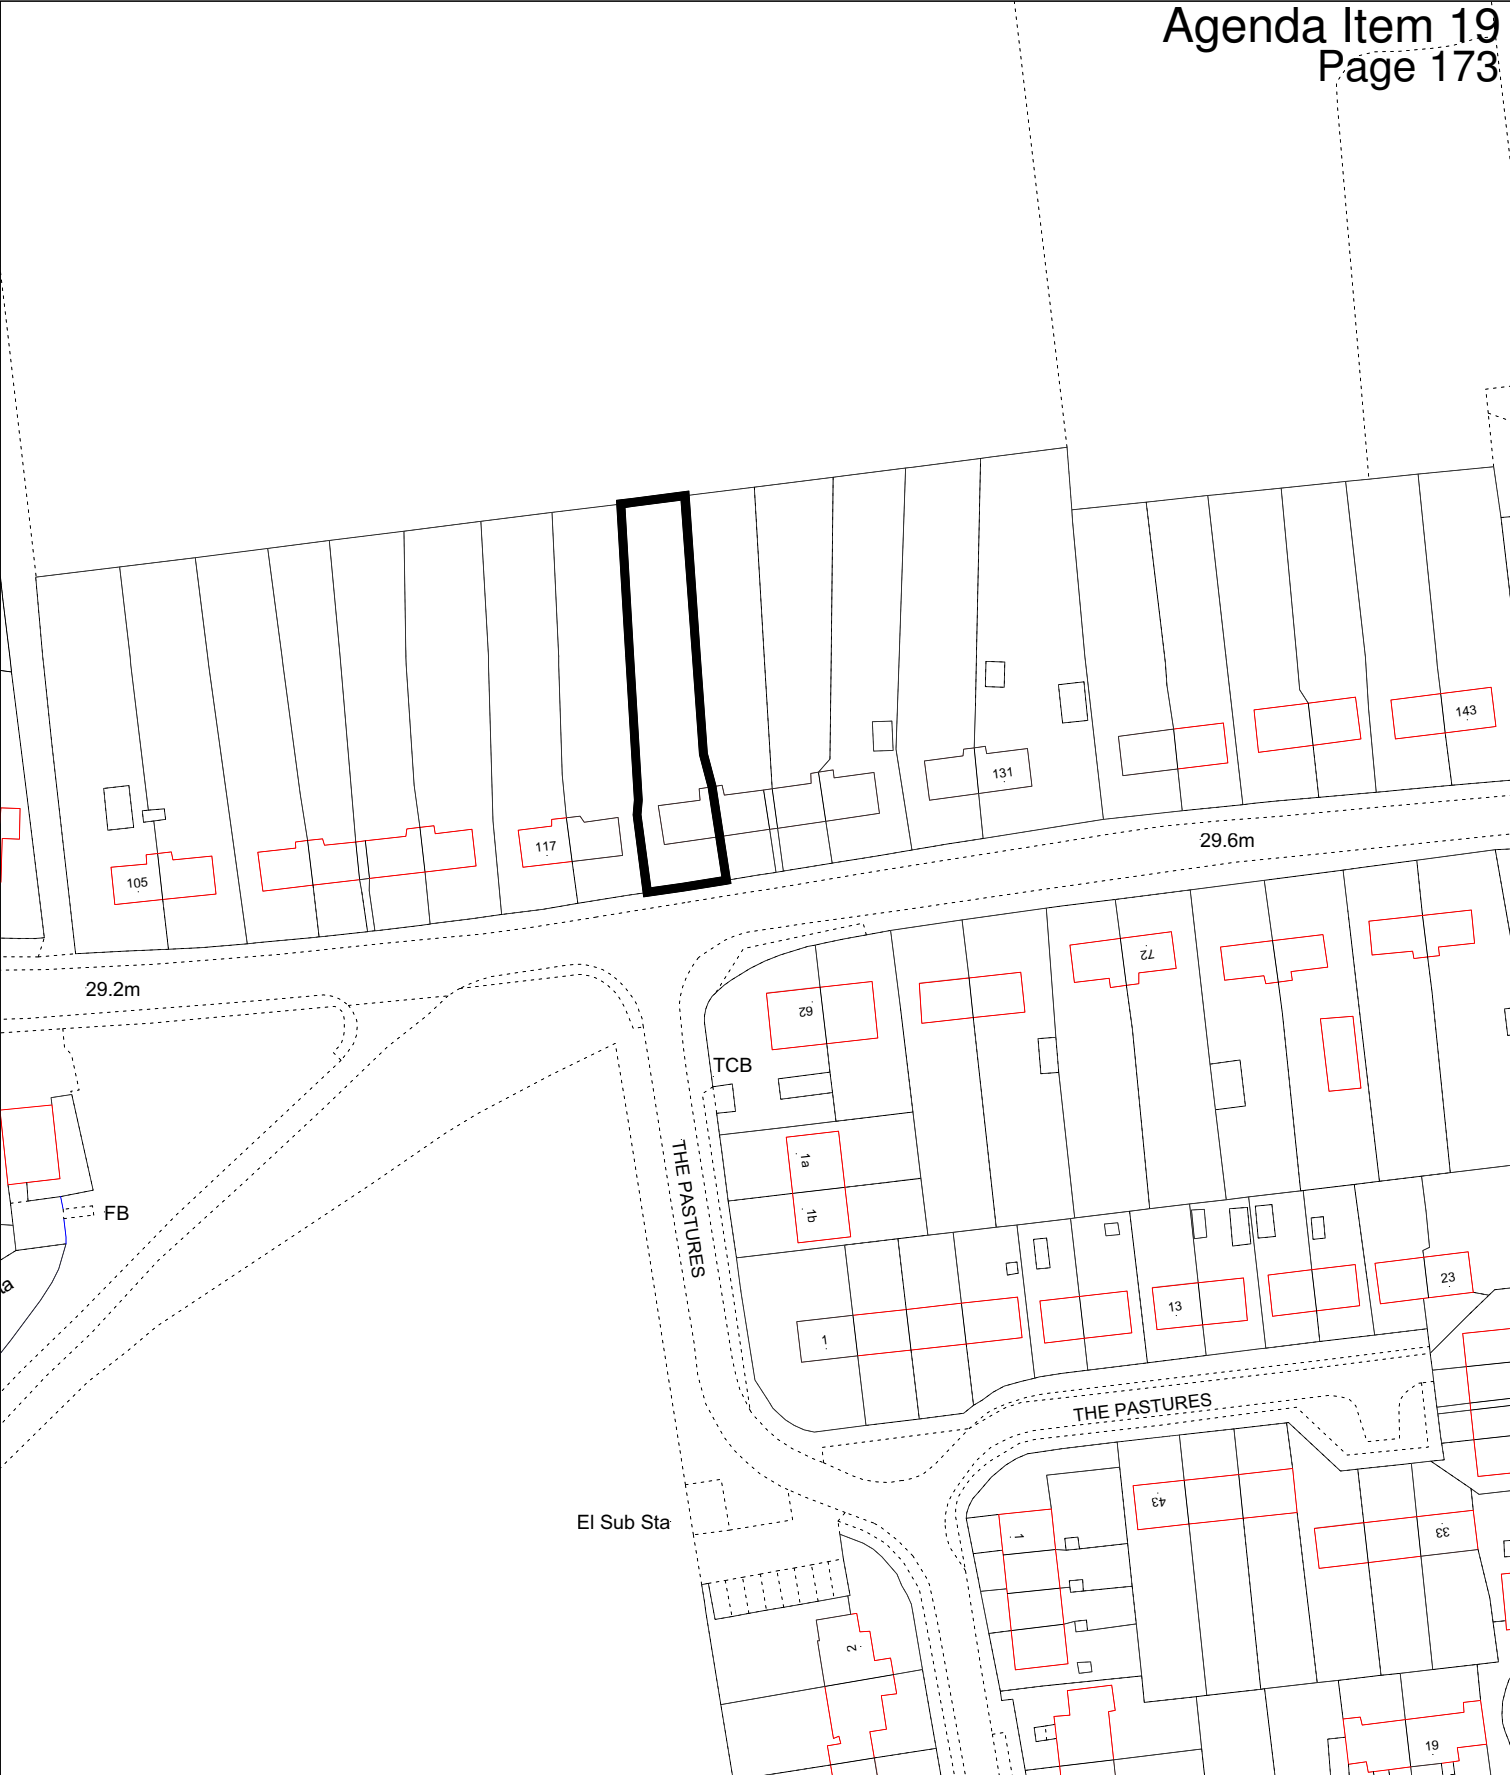 Agenda Item 19
Page 173
143
131
117
105
29.6m
29.2m
72
62
TCB
1a
THE PASTURES
FB
1b
23
13
1
THE PASTURES
43
El Sub Sta
1
33
2
19